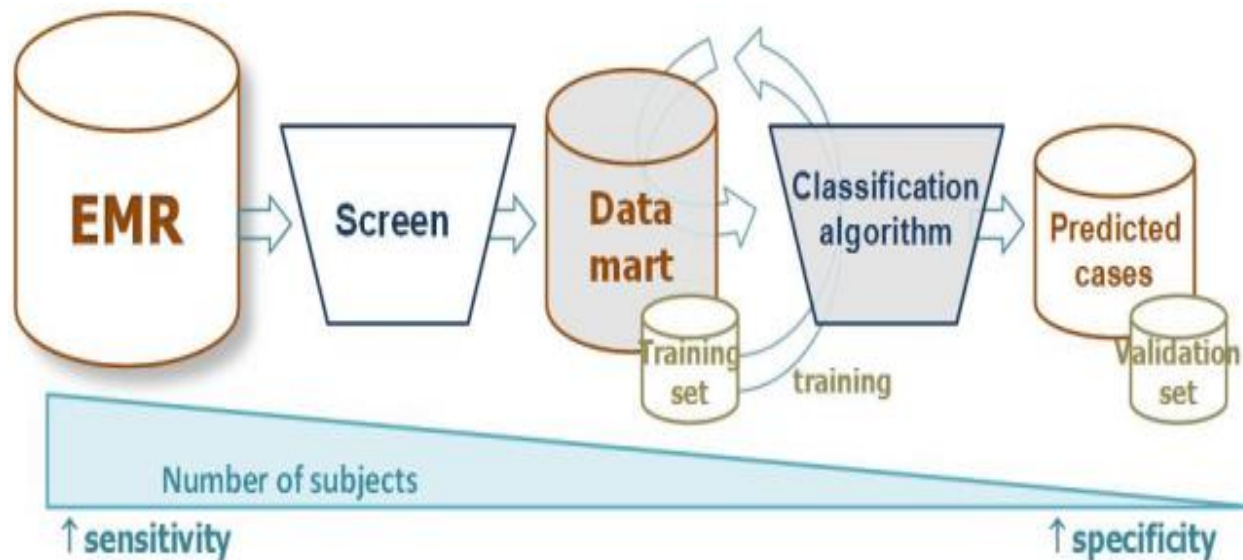 EMR
Screen
Data
mart
Training
set
training
Classification
algorithm
Predicted
cases
Validation
set
Number of subjects
↑ sensitivity
↑ specificity